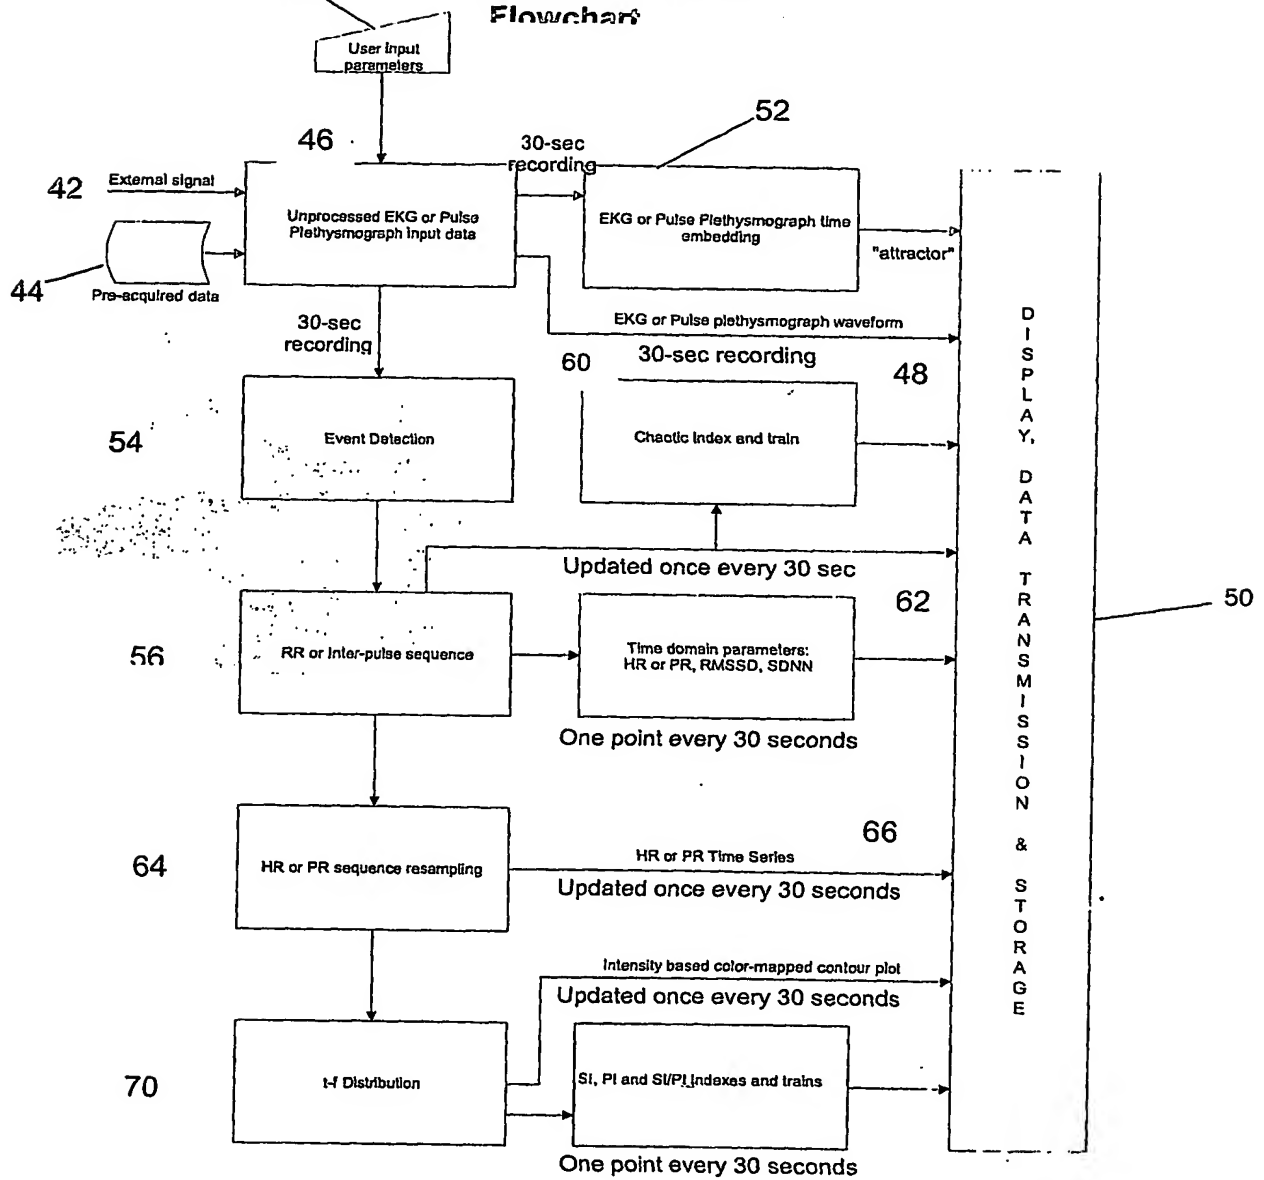 Flowchart
User input
parameters
46
30-sec
recording
52
42
External signal
Unprocessed EKG or Pulse
Plethysmograph input data
EKG or Pulse Plethysmograph time
embedding
"attractor"
44
Pre-acquired data
30-sec
recording
EKG or Pulse plethysmograph waveform
30-sec recording
60
48
54
Event Detection
Chaotic index and train
Updated once every 30 sec
62
56
RR or Inter-pulse sequence
Time domain parameters:
HR or PR, RMSSD, SDNN
One point every 30 seconds
50
DISPLAY, DATA TRANSMISSION & STORAGE
64
HR or PR sequence resampling
66
HR or PR Time Series
Updated once every 30 seconds
Intensity based color-mapped contour plot
Updated once every 30 seconds
70
t-f Distribution
SI, PI and SI/PI indexes and trains
One point every 30 seconds